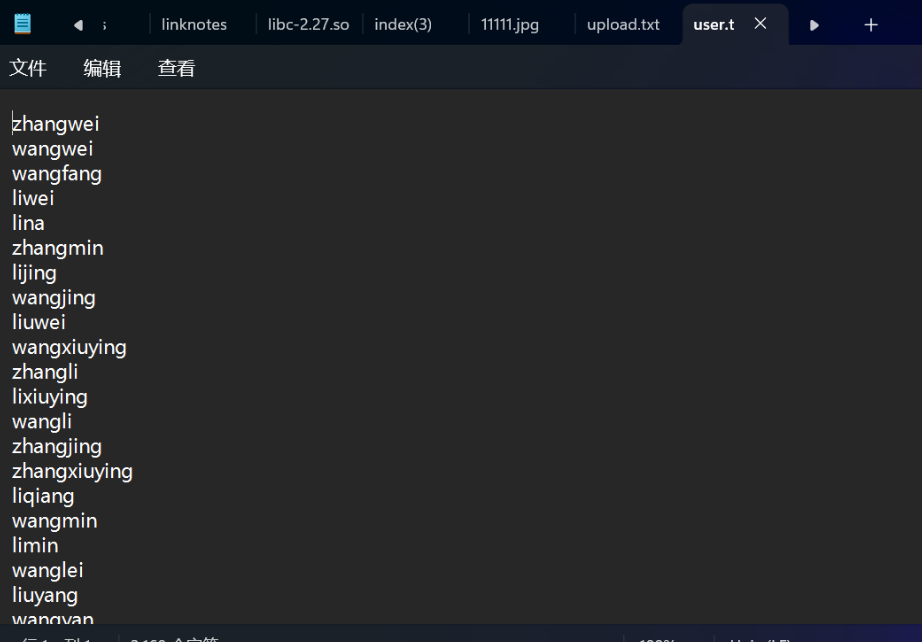 linknotes libc-2.27.so index(3) 11111.jpg upload.txt user.t
文件 编辑 查看
zhangwei
wangwei
wangfang
liwei
lina
zhangmin
lijing
wangjing
liuwei
wangxiuying
zhangli
lixiuying
wangli
zhangjing
zhangxiuying
liqiang
wangmin
limin
wanglei
liuyang
wangyan